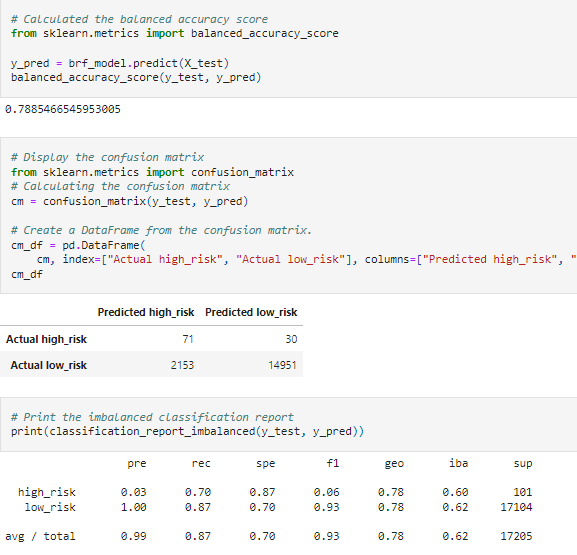 # Calculated the balanced accuracy score
from sklearn.metrics import balanced_accuracy_score
y_pred = brf_model.predict(X_test)
balanced_accuracy_score(y_test, y_pred)
0.7885466545953005
# Display the confusion matrix
from sklearn.metrics import confusion_matrix
# Calculating the confusion matrix
cm = confusion_matrix(y_test, y_pred)
# Create a DataFrame from the confusion matrix.
cm_df = pd.DataFrame(
cm, index=["Actual high_risk", "Actual low_risk"], columns=["Predicted high_risk", "
cm_df
Predicted high_risk Predicted low_risk
Actual high_risk 71 30
Actual low_risk 2153 14951
# Print the imbalanced classification report
print(classification_report_imbalanced(y_test, y_pred))
pre rec spe f1 geo iba sup
high_risk 0.03 0.70 0.87 0.06 0.78 0.60 101
low_risk 1.00 0.87 0.70 0.93 0.78 0.62 17104
avg / total 0.99 0.87 0.70 0.93 0.78 0.62 17205